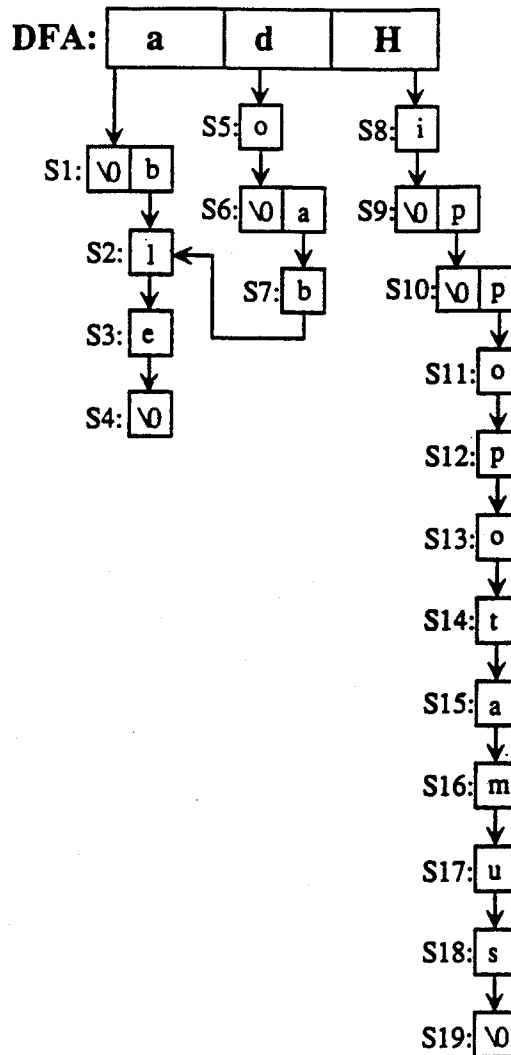 DFA: a d H
S5: o S8: i
S1: \0 b
S6: \0 a S9: \0 p
S2: l
S7: b S10: \0 p
S3: e
S11: o
S4: \0
S12: p
S13: o
S14: t
S15: a
S16: m
S17: u
S18: s
S19: \0